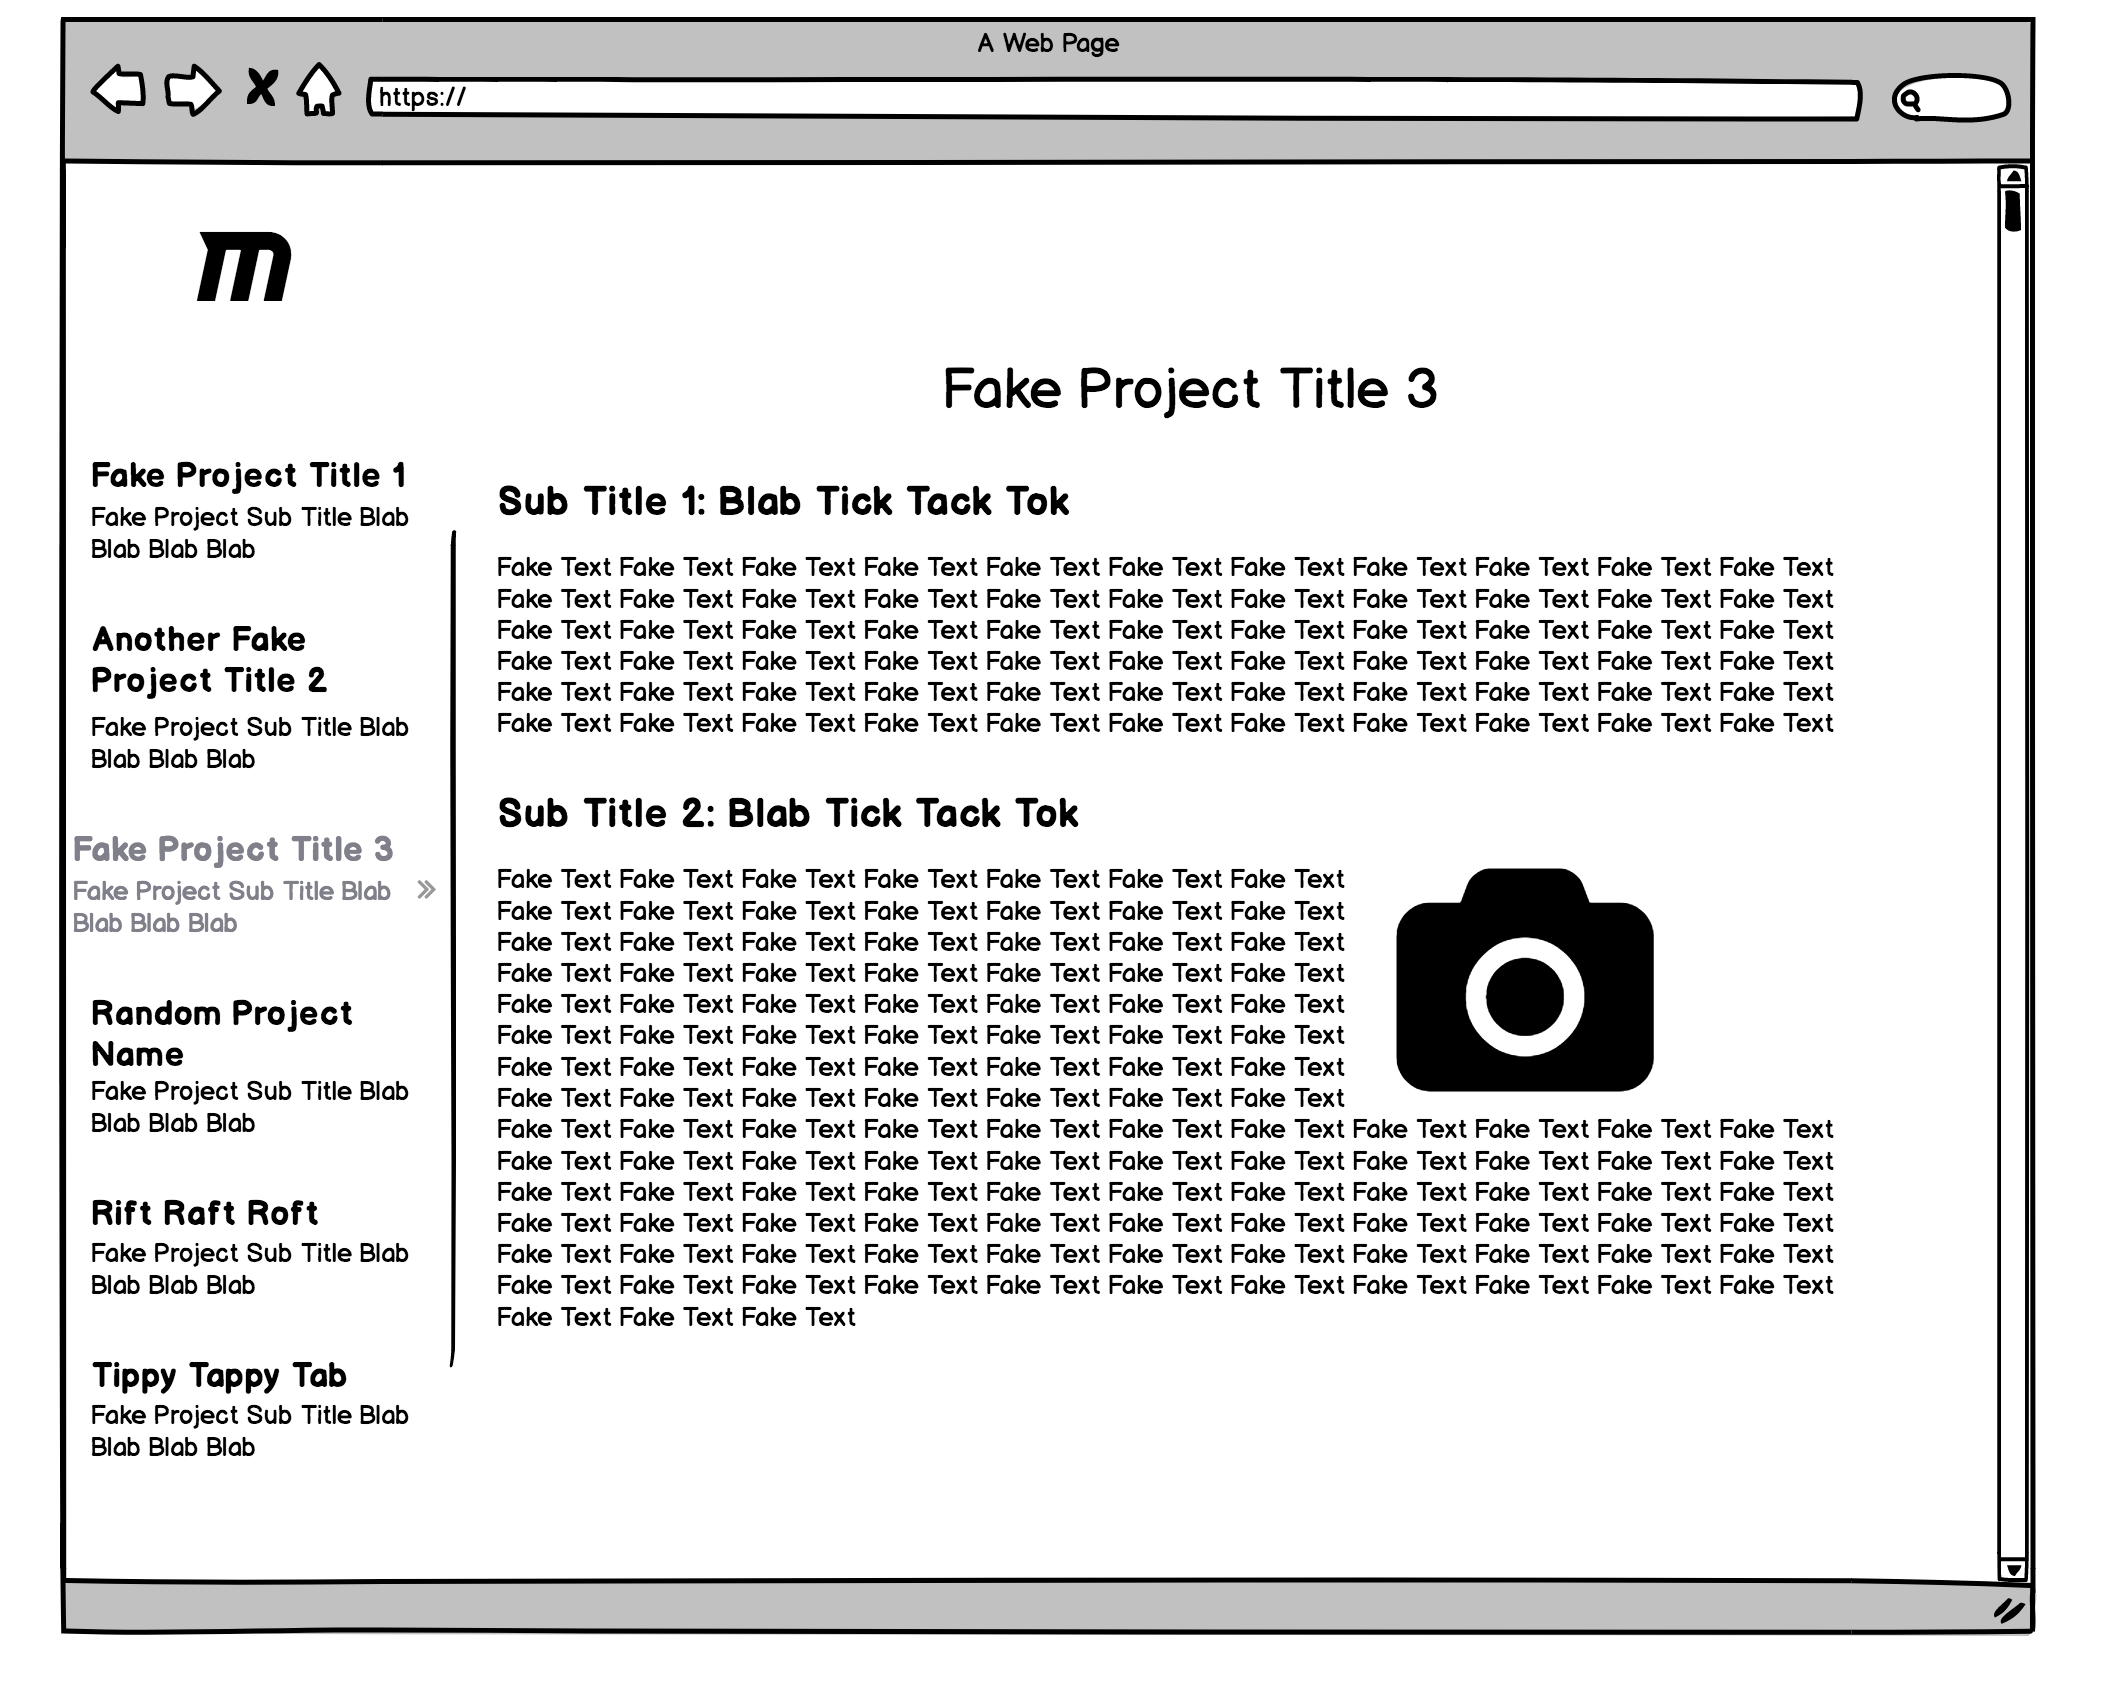 A Web Page
https://
m
Fake Project Title 3
Fake Project Title 1
Fake Project Sub Title Blab
Blab Blab Blab
Another Fake
Project Title 2
Fake Project Sub Title Blab
Blab Blab Blab
Fake Project Title 3
Fake Project Sub Title Blab
Blab Blab Blab
Random Project
Name
Fake Project Sub Title Blab
Blab Blab Blab
Rift Raft Roft
Fake Project Sub Title Blab
Blab Blab Blab
Tippy Tappy Tab
Fake Project Sub Title Blab
Blab Blab Blab
Sub Title 1: Blab Tick Tack Tok
Fake Text Fake Text Fake Text Fake Text Fake Text Fake Text Fake Text Fake Text Fake Text Fake Text Fake Text
Fake Text Fake Text Fake Text Fake Text Fake Text Fake Text Fake Text Fake Text Fake Text Fake Text Fake Text
Fake Text Fake Text Fake Text Fake Text Fake Text Fake Text Fake Text Fake Text Fake Text Fake Text Fake Text
Fake Text Fake Text Fake Text Fake Text Fake Text Fake Text Fake Text Fake Text Fake Text Fake Text Fake Text
Fake Text Fake Text Fake Text Fake Text Fake Text Fake Text Fake Text Fake Text Fake Text Fake Text Fake Text
Fake Text Fake Text Fake Text Fake Text Fake Text Fake Text Fake Text Fake Text Fake Text Fake Text Fake Text
Sub Title 2: Blab Tick Tack Tok
Fake Text Fake Text Fake Text Fake Text Fake Text Fake Text Fake Text
Fake Text Fake Text Fake Text Fake Text Fake Text Fake Text Fake Text
Fake Text Fake Text Fake Text Fake Text Fake Text Fake Text Fake Text
Fake Text Fake Text Fake Text Fake Text Fake Text Fake Text Fake Text
Fake Text Fake Text Fake Text Fake Text Fake Text Fake Text Fake Text
Fake Text Fake Text Fake Text Fake Text Fake Text Fake Text Fake Text
Fake Text Fake Text Fake Text Fake Text Fake Text Fake Text Fake Text
Fake Text Fake Text Fake Text Fake Text Fake Text Fake Text Fake Text
Fake Text Fake Text Fake Text Fake Text Fake Text Fake Text Fake Text Fake Text Fake Text Fake Text Fake Text
Fake Text Fake Text Fake Text Fake Text Fake Text Fake Text Fake Text Fake Text Fake Text Fake Text Fake Text
Fake Text Fake Text Fake Text Fake Text Fake Text Fake Text Fake Text Fake Text Fake Text Fake Text Fake Text
Fake Text Fake Text Fake Text Fake Text Fake Text Fake Text Fake Text Fake Text Fake Text Fake Text Fake Text
Fake Text Fake Text Fake Text Fake Text Fake Text Fake Text Fake Text Fake Text Fake Text Fake Text Fake Text
Fake Text Fake Text Fake Text Fake Text Fake Text Fake Text Fake Text Fake Text Fake Text Fake Text Fake Text
Fake Text Fake Text Fake Text